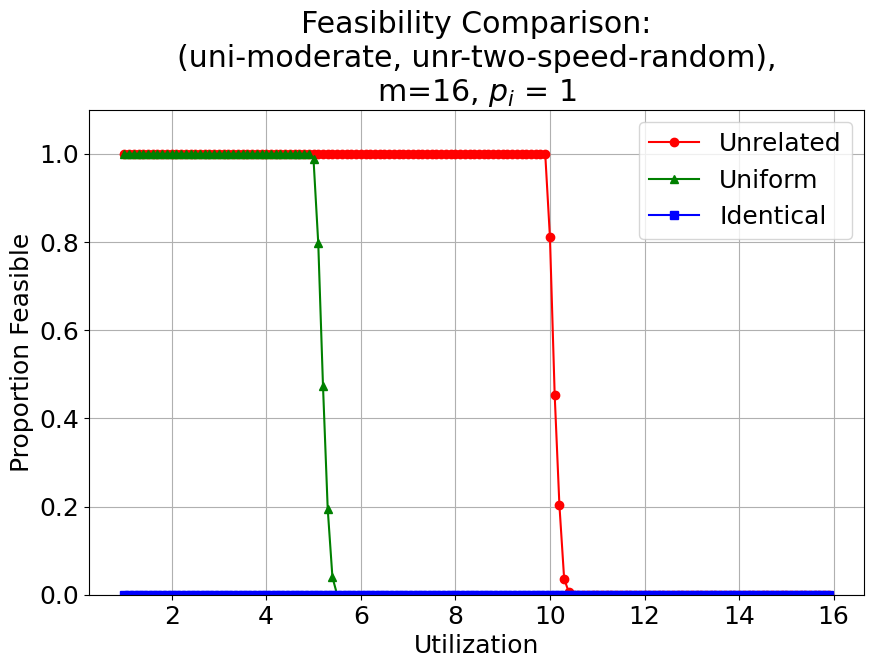 Feasibility Comparison:
(uni-moderate, unr-two-speed-random),
m=16, $p_i$ = 1
Unrelated
Uniform
Identical
Proportion Feasible
1.0
0.8
0.6
0.4
0.2
0.0
2 4 6 8 10 12 14 16
Utilization